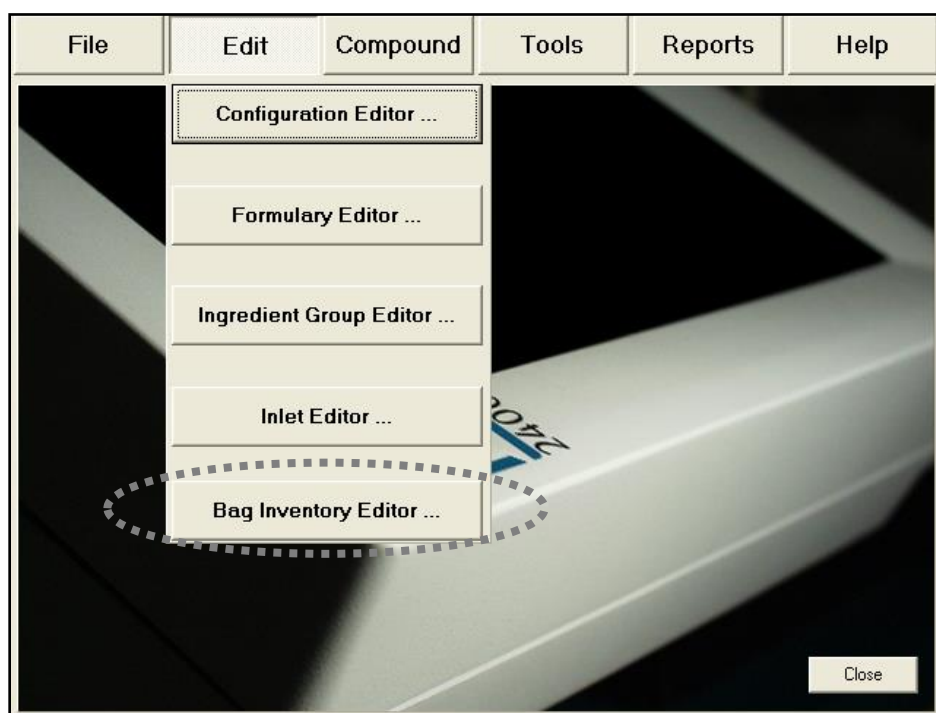 File Edit Compound Tools Reports Help
Configuration Editor ...
Formulary Editor ...
Ingredient Group Editor ...
Inlet Editor ...
2400
Bag Inventory Editor ...
Close